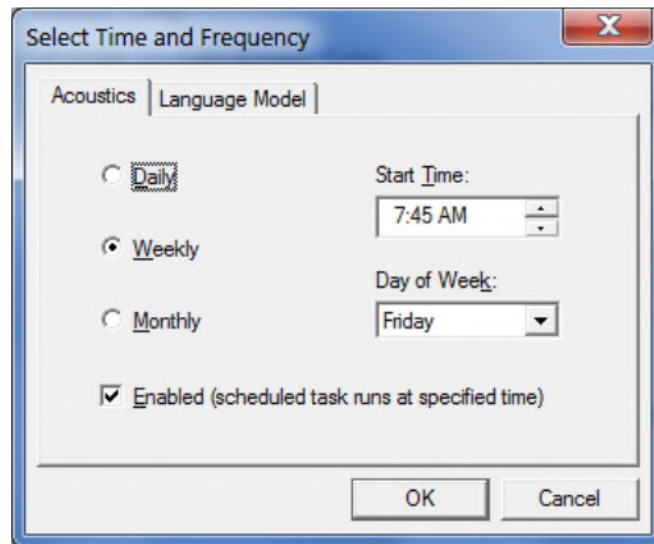 Select Time and Frequency
Acoustics
Language Model
Daily
Start Time:
7:45 AM
Weekly
Day of Week:
Monthly
Friday
Enabled (scheduled task runs at specified time)
OK
Cancel